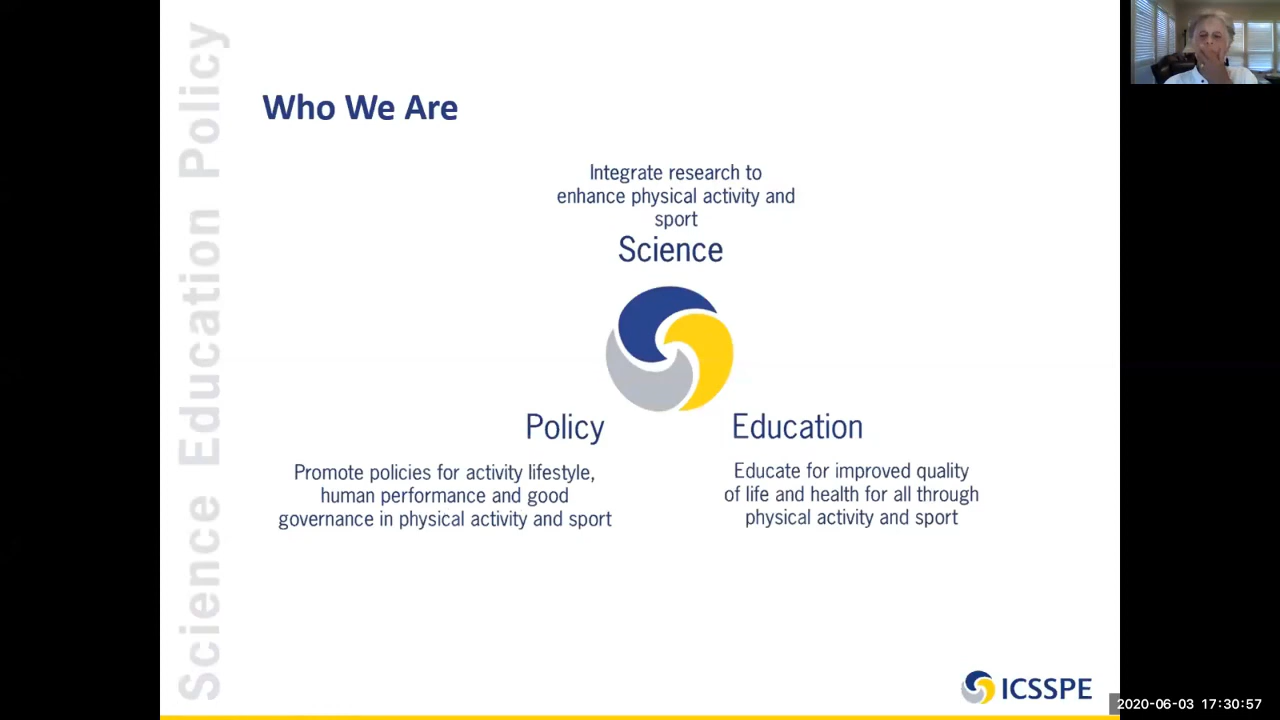 Science Education Policy
Who We Are
Integrate research to
enhance physical activity and
sport
Science
Policy
Education
Promote policies for activity lifestyle,
human performance and good
governance in physical activity and sport
Educate for improved quality
of life and health for all through
physical activity and sport
ICSSPE
2020-06-03 17:30:57